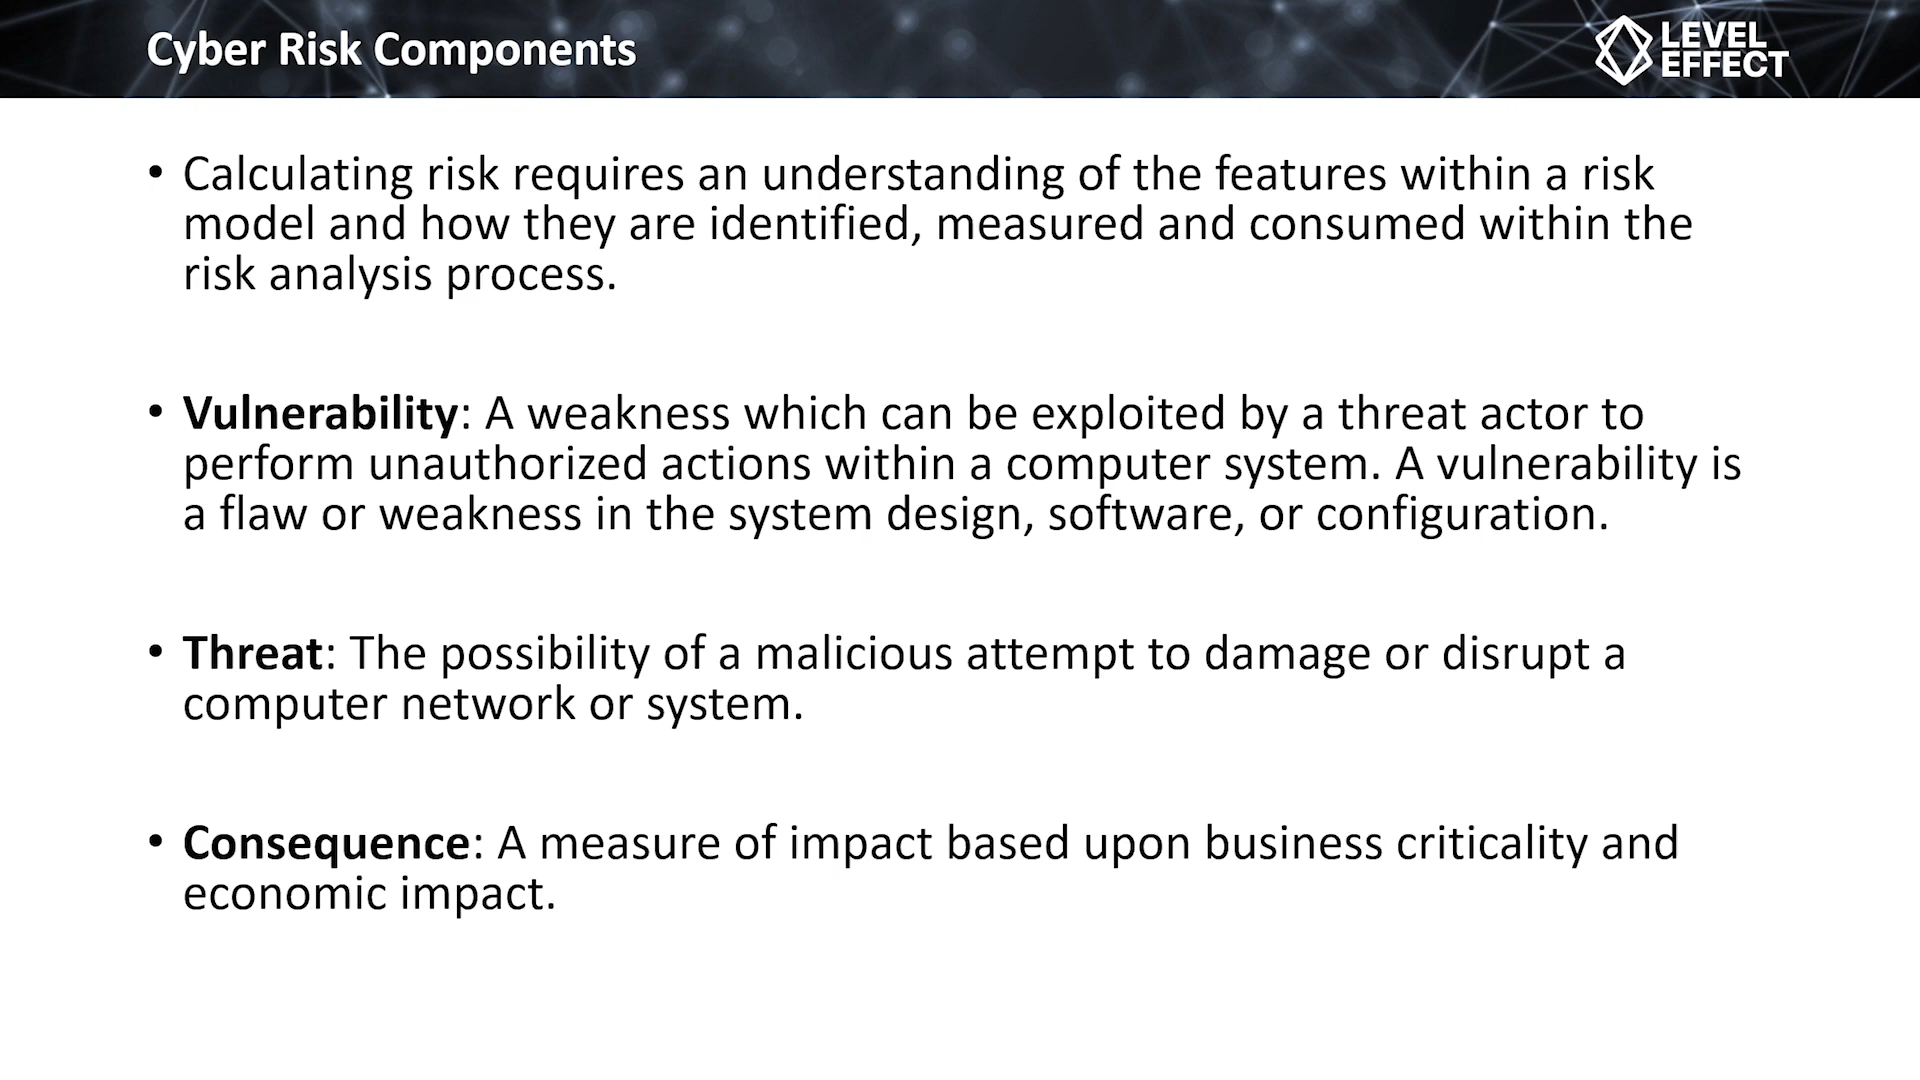 Cyber Risk Components
LEVEL
EFFECT
• Calculating risk requires an understanding of the features within a risk
model and how they are identified, measured and consumed within the
risk analysis process.
• Vulnerability: A weakness which can be exploited by a threat actor to
perform unauthorized actions within a computer system. A vulnerability is
a flaw or weakness in the system design, software, or configuration.
• Threat: The possibility of a malicious attempt to damage or disrupt a
computer network or system.
• Consequence: A measure of impact based upon business criticality and
economic impact.